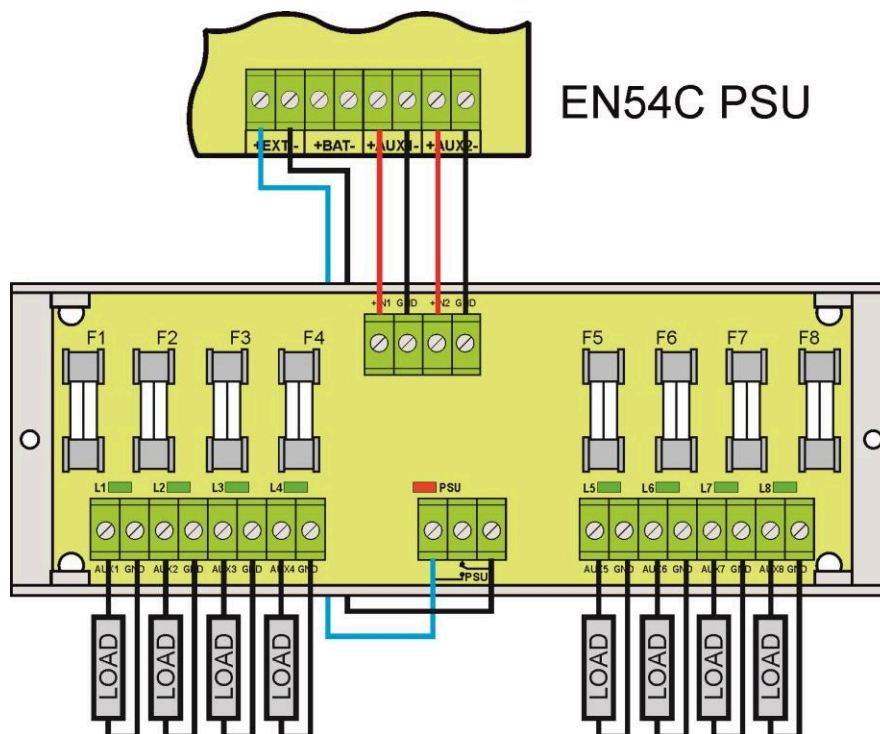 EN54C PSU
+EXT- +BAT- +AUX1- +AUX2-
+IN1 GND +IN2 GND
F1 F2 F3 F4 F5 F6 F7 F8
L1 L2 L3 L4 PSU L5 L6 L7 L8
AUX1 GND AUX2 GND AUX3 GND AUX4 GND PSU AUX5 GND AUX6 GND AUX7 GND AUX8 GND
LOAD LOAD LOAD LOAD LOAD LOAD LOAD LOAD